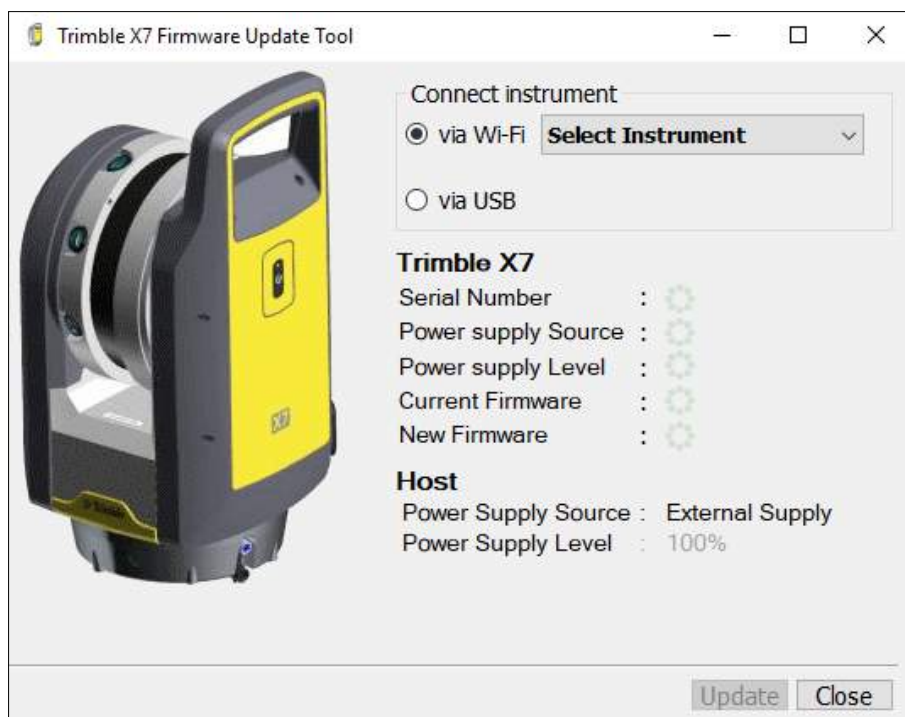 Trimble X7 Firmware Update Tool
Connect instrument
via Wi-Fi Select Instrument
via USB
Trimble X7
Serial Number :
Power supply Source :
Power supply Level :
Current Firmware :
New Firmware :
Host
Power Supply Source : External Supply
Power Supply Level : 100%
X7
Trimble
Update Close